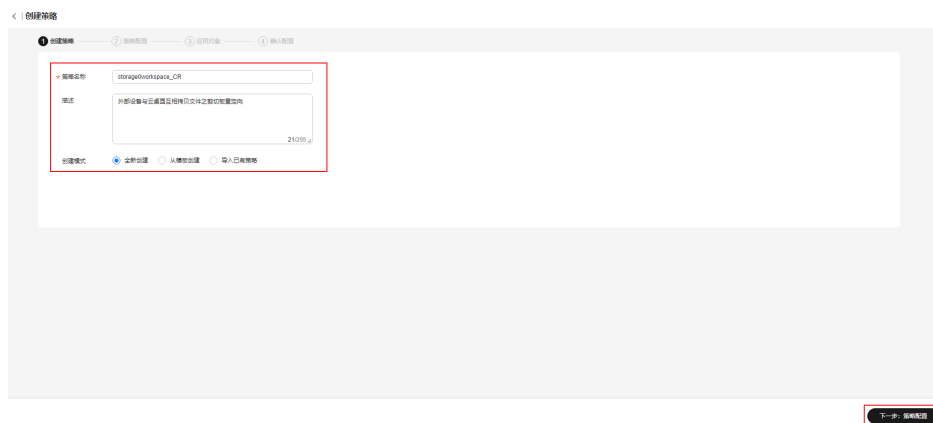 创建策略
1 创建策略 2 策略配置 3 应用对象 4 确认配置
* 策略名称 storage0workspace_CR
描述 外部设备与云桌面互相拷贝文件之剪切板重定向
21/255
创建模式 全新创建 从模板创建 导入已有策略
下一步：策略配置